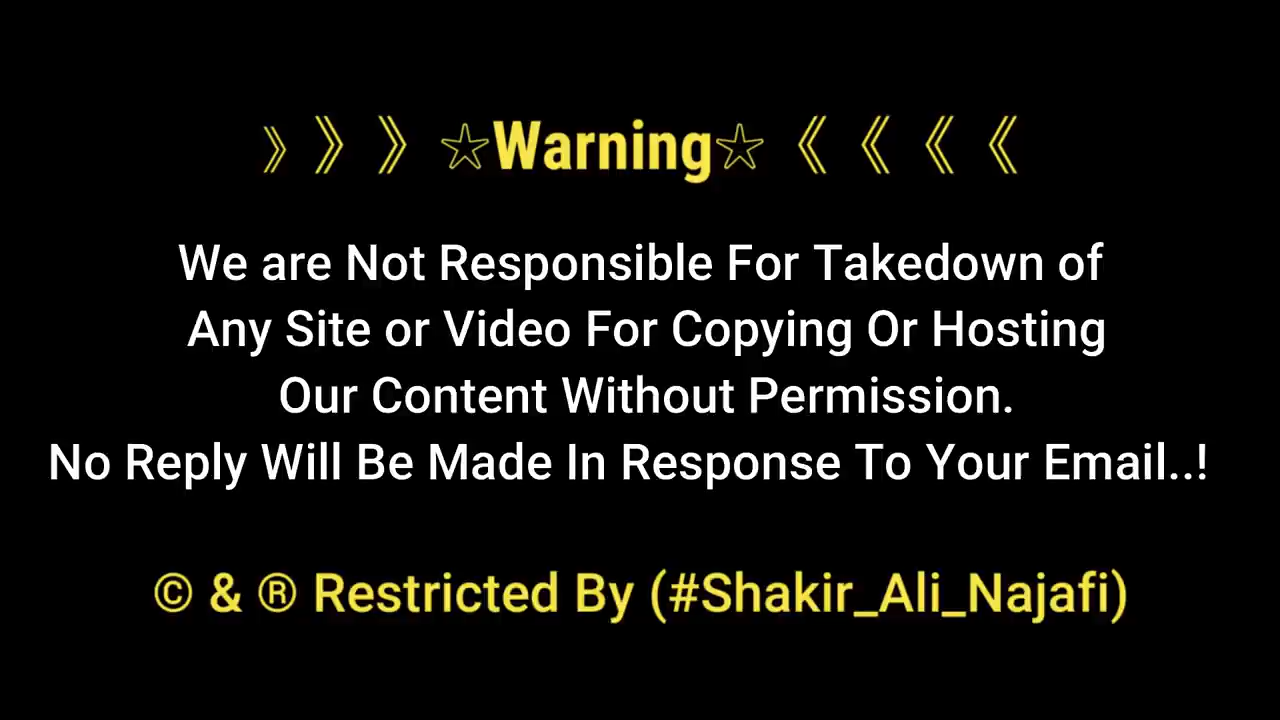 》》》☆Warning☆《《《《
We are Not Responsible For Takedown of
Any Site or Video For Copying Or Hosting
Our Content Without Permission.
No Reply Will Be Made In Response To Your Email..!
© & ® Restricted By (#Shakir_Ali_Najafi)